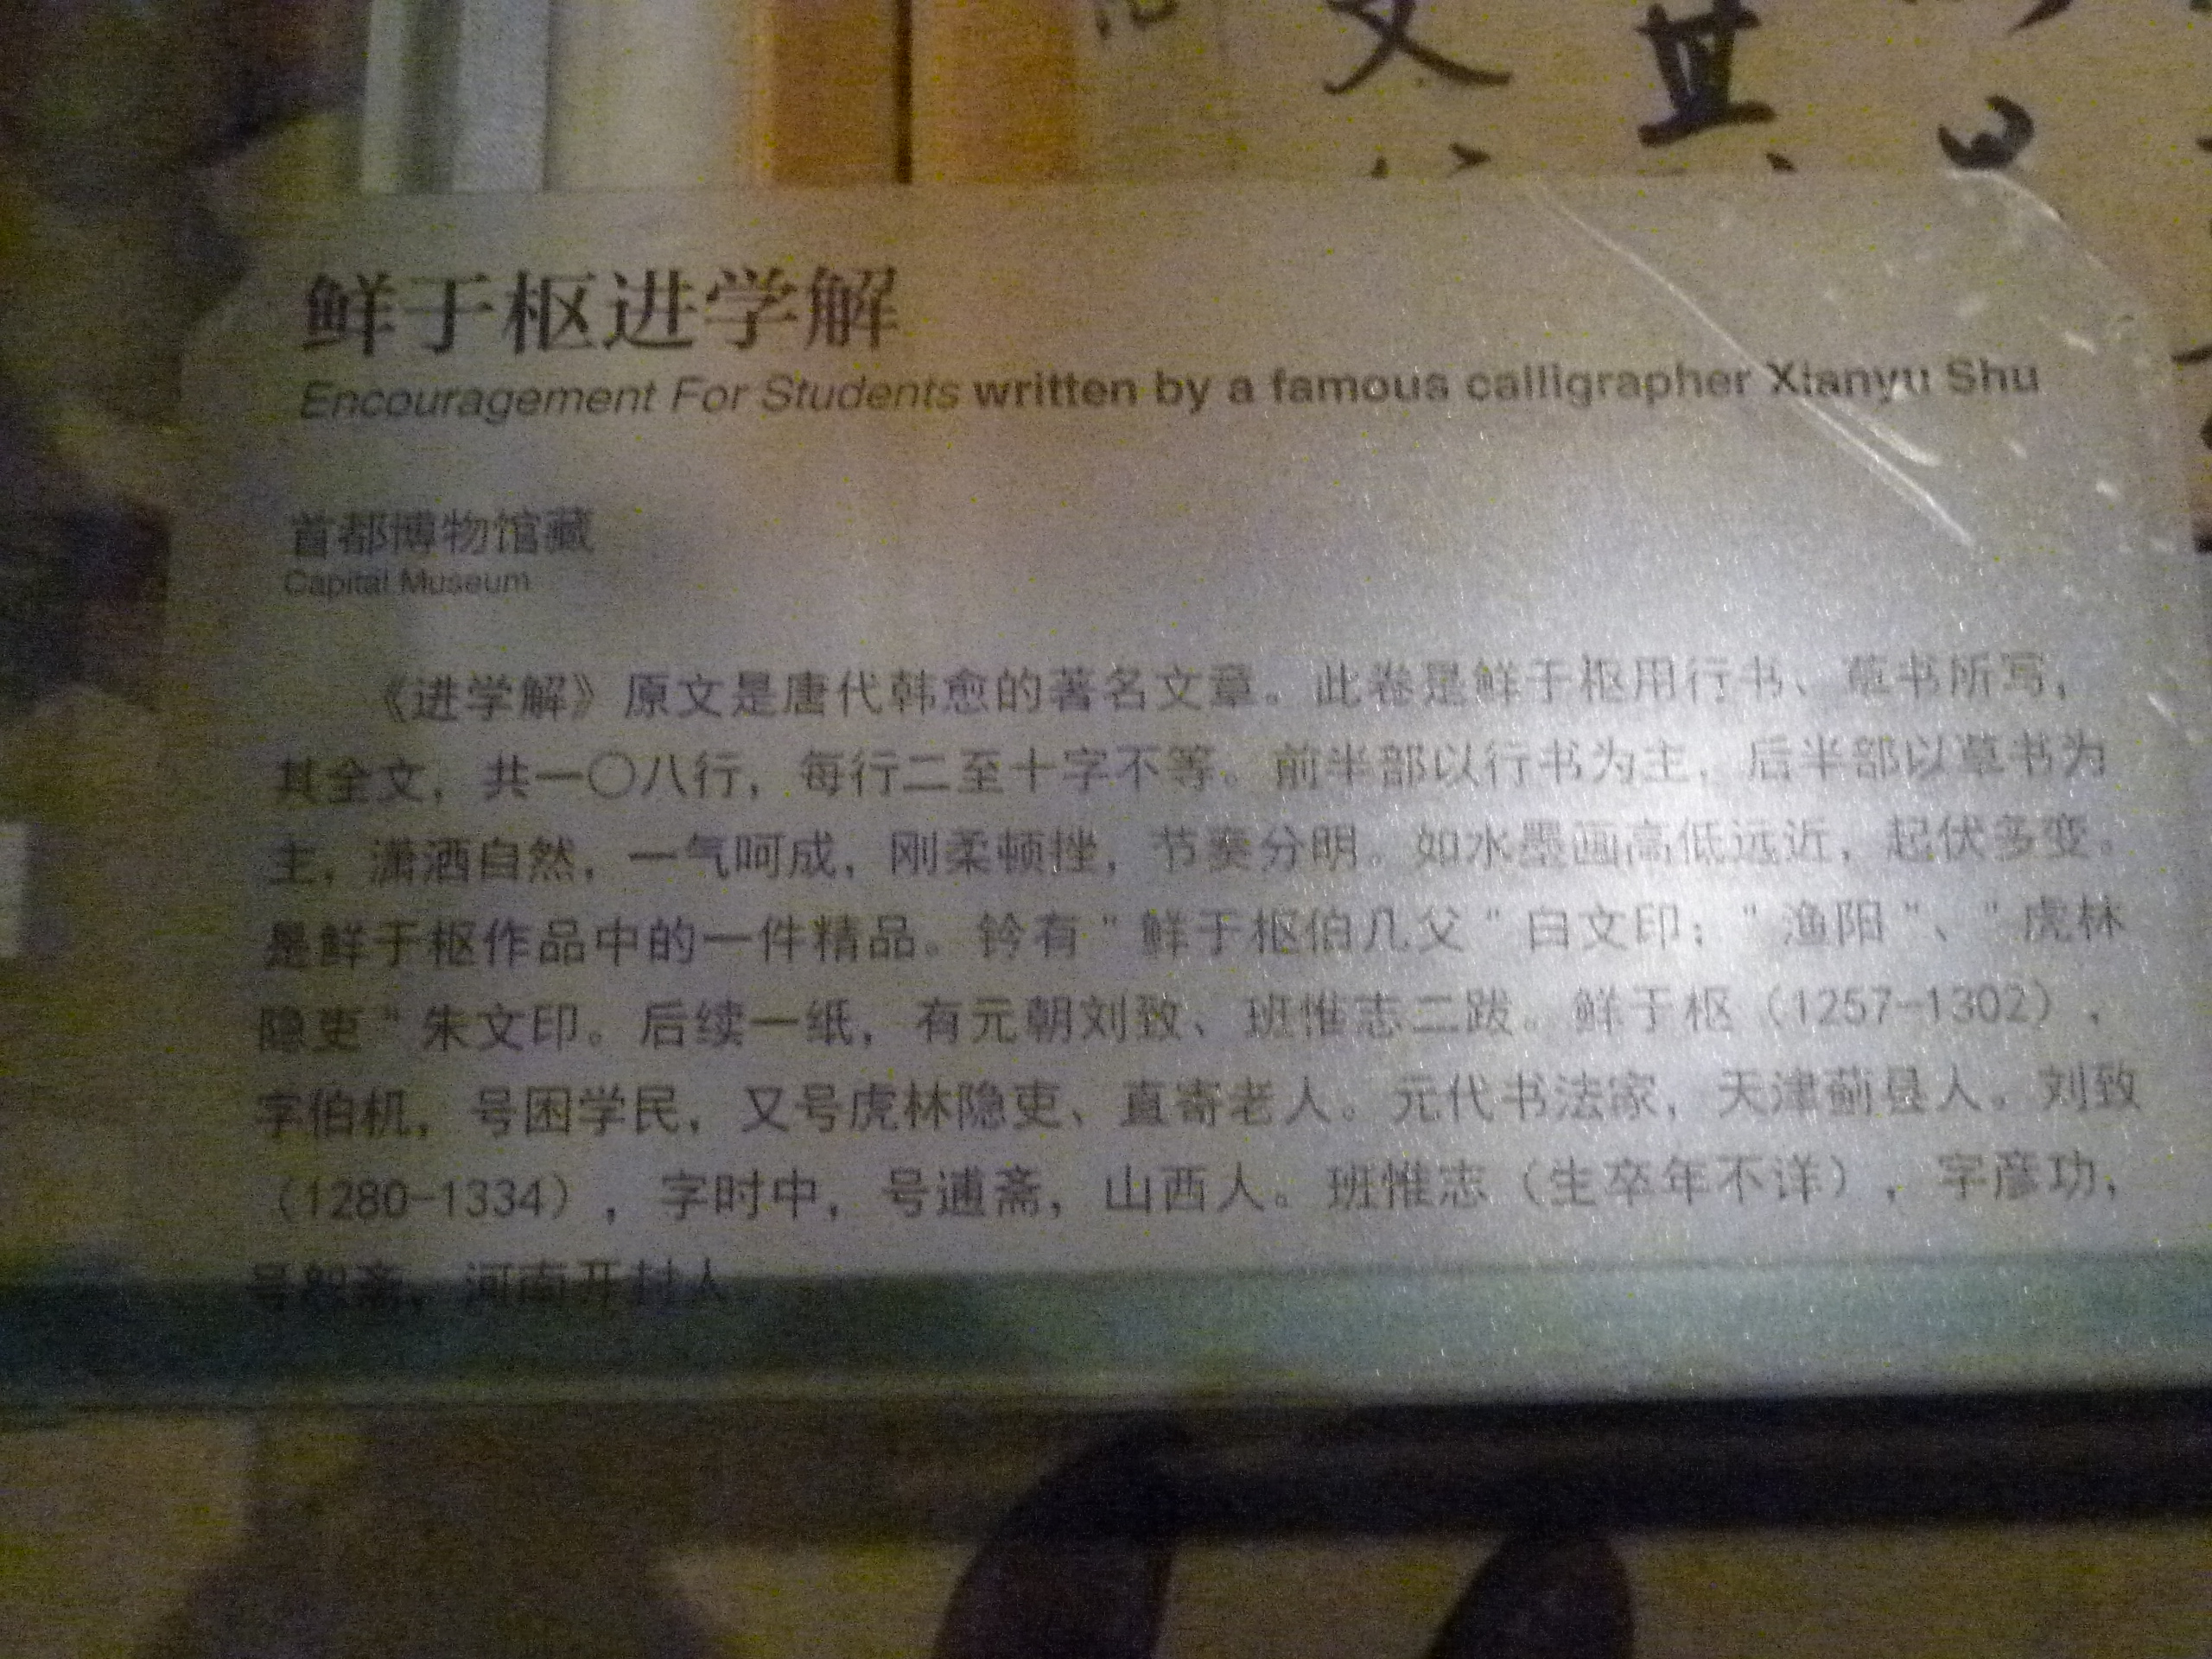 鲜于枢进学解
Encouragement For Students written by a famous calligrapher Xianyu Shu
首都博物馆藏
Capital Museum
《进学解》原文是唐代韩愈的著名文章。此卷是鲜于枢用行书、草书所写，
其全文，共一〇八行，每行二至十字不等。前半部以行书为主，后半部以草书为
主，潇洒自然，一气呵成，刚柔顿挫，节奏分明。如水墨画高低远近，起伏多变。
是鲜于枢作品中的一件精品。钤有"鲜于枢伯几父"白文印；"渔阳"、"虎林
隐吏"朱文印。后续一纸，有元朝刘致、班惟志二跋。鲜于枢（1257-1302），
字伯机，号困学民，又号虎林隐吏、直寄老人。元代书法家，天津蓟县人。刘致
（1280-1334），字时中，号逋斋，山西人。班惟志（生卒年不详），字彦功，
号恕斋，河南开封人。